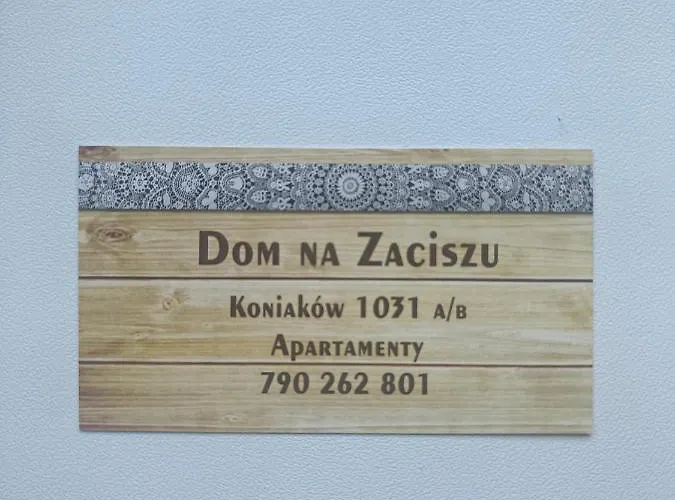 Dom na Zaciszu
Koniaków 1031 a/b
Apartamenty
790 262 801